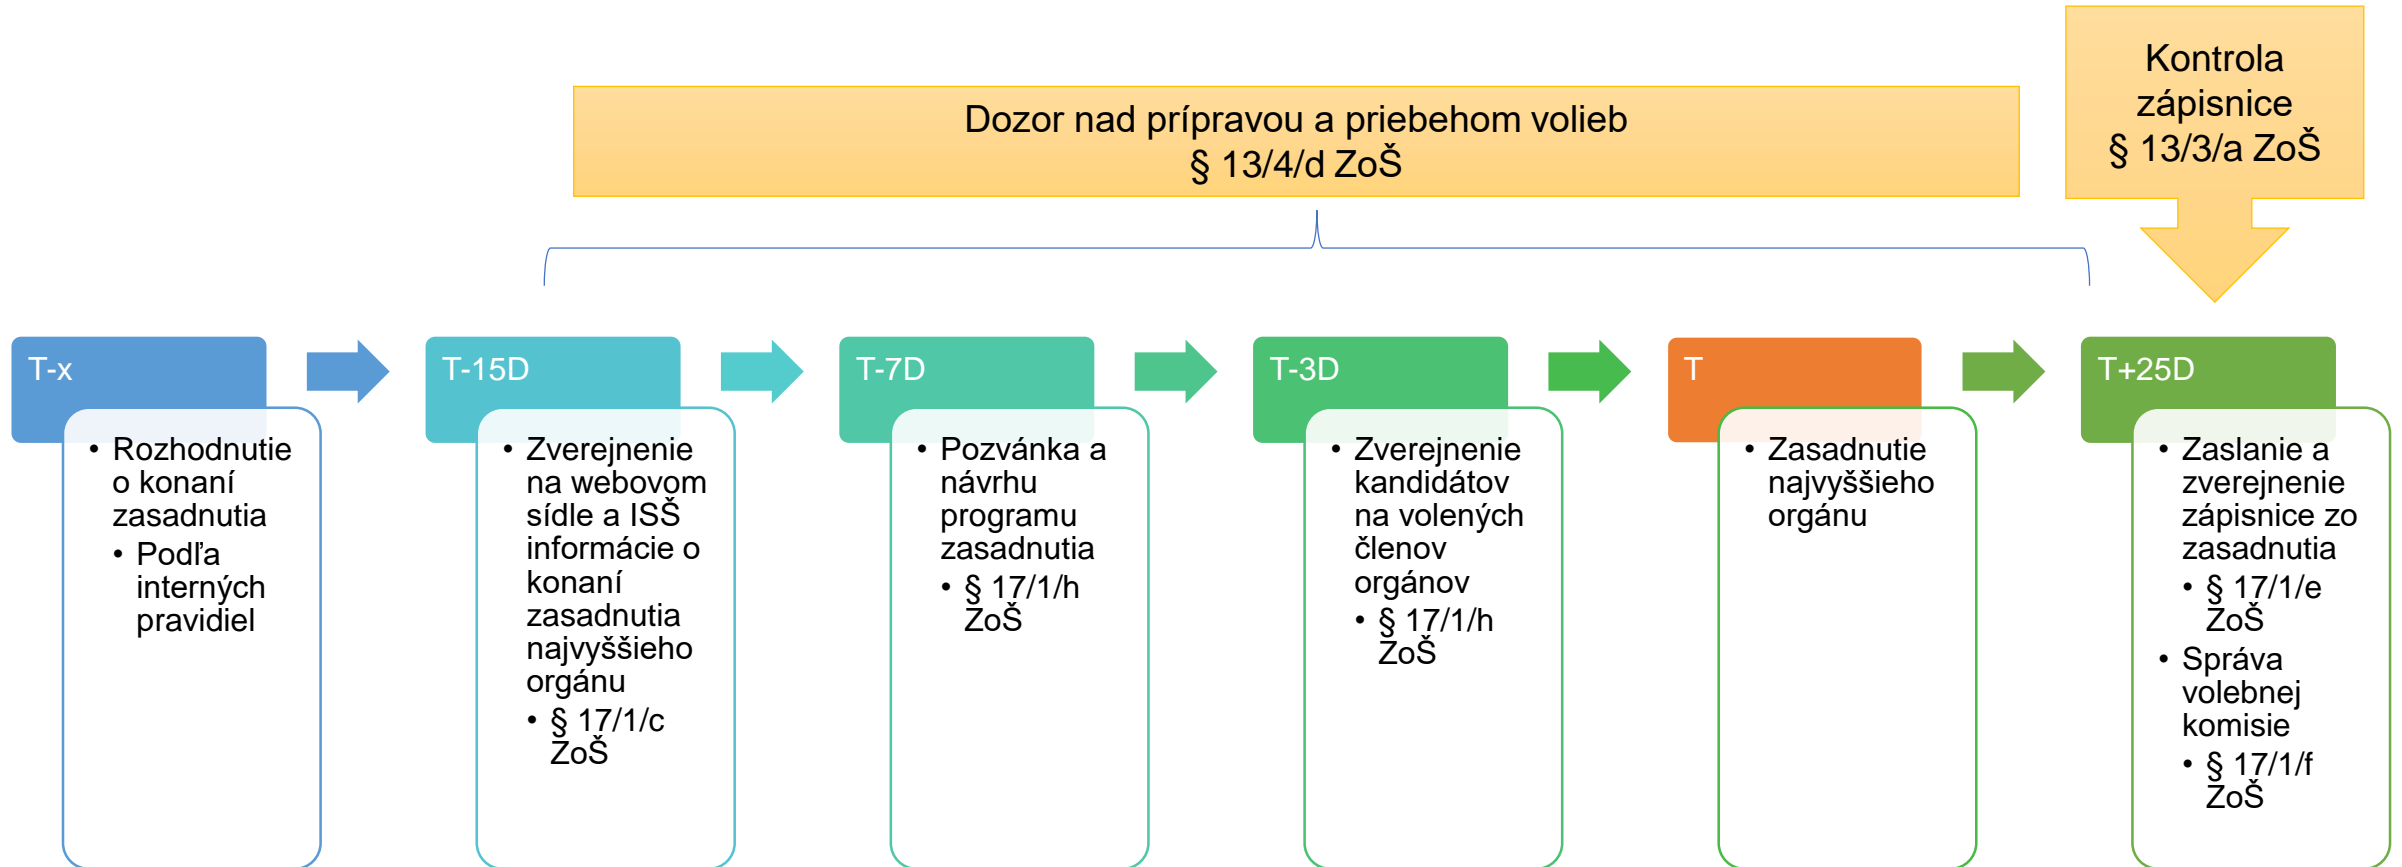 Dozor nad prípravou a priebehom volieb
§ 13/4/d ZoŠ
Kontrola
zápisnice
§ 13/3/a ZoŠ
T-x
• Rozhodnutie
o konaní
zasadnutia
• Podľa
interných
pravidiel
T-15D
• Zverejnenie
na webovom
sídle a ISŠ
informácie o
konaní
zasadnutia
najvyššieho
orgánu
• § 17/1/c
ZoŠ
T-7D
• Pozvánka a
návrhu
programu
zasadnutia
• § 17/1/h
ZoŠ
T-3D
• Zverejnenie
kandidátov
na volených
členov
orgánov
• § 17/1/h
ZoŠ
T
• Zasadnutie
najvyššieho
orgánu
T+25D
• Zaslanie a
zverejnenie
zápisnice zo
zasadnutia
• § 17/1/e
ZoŠ
• Správa
volebnej
komisie
• § 17/1/f
ZoŠ